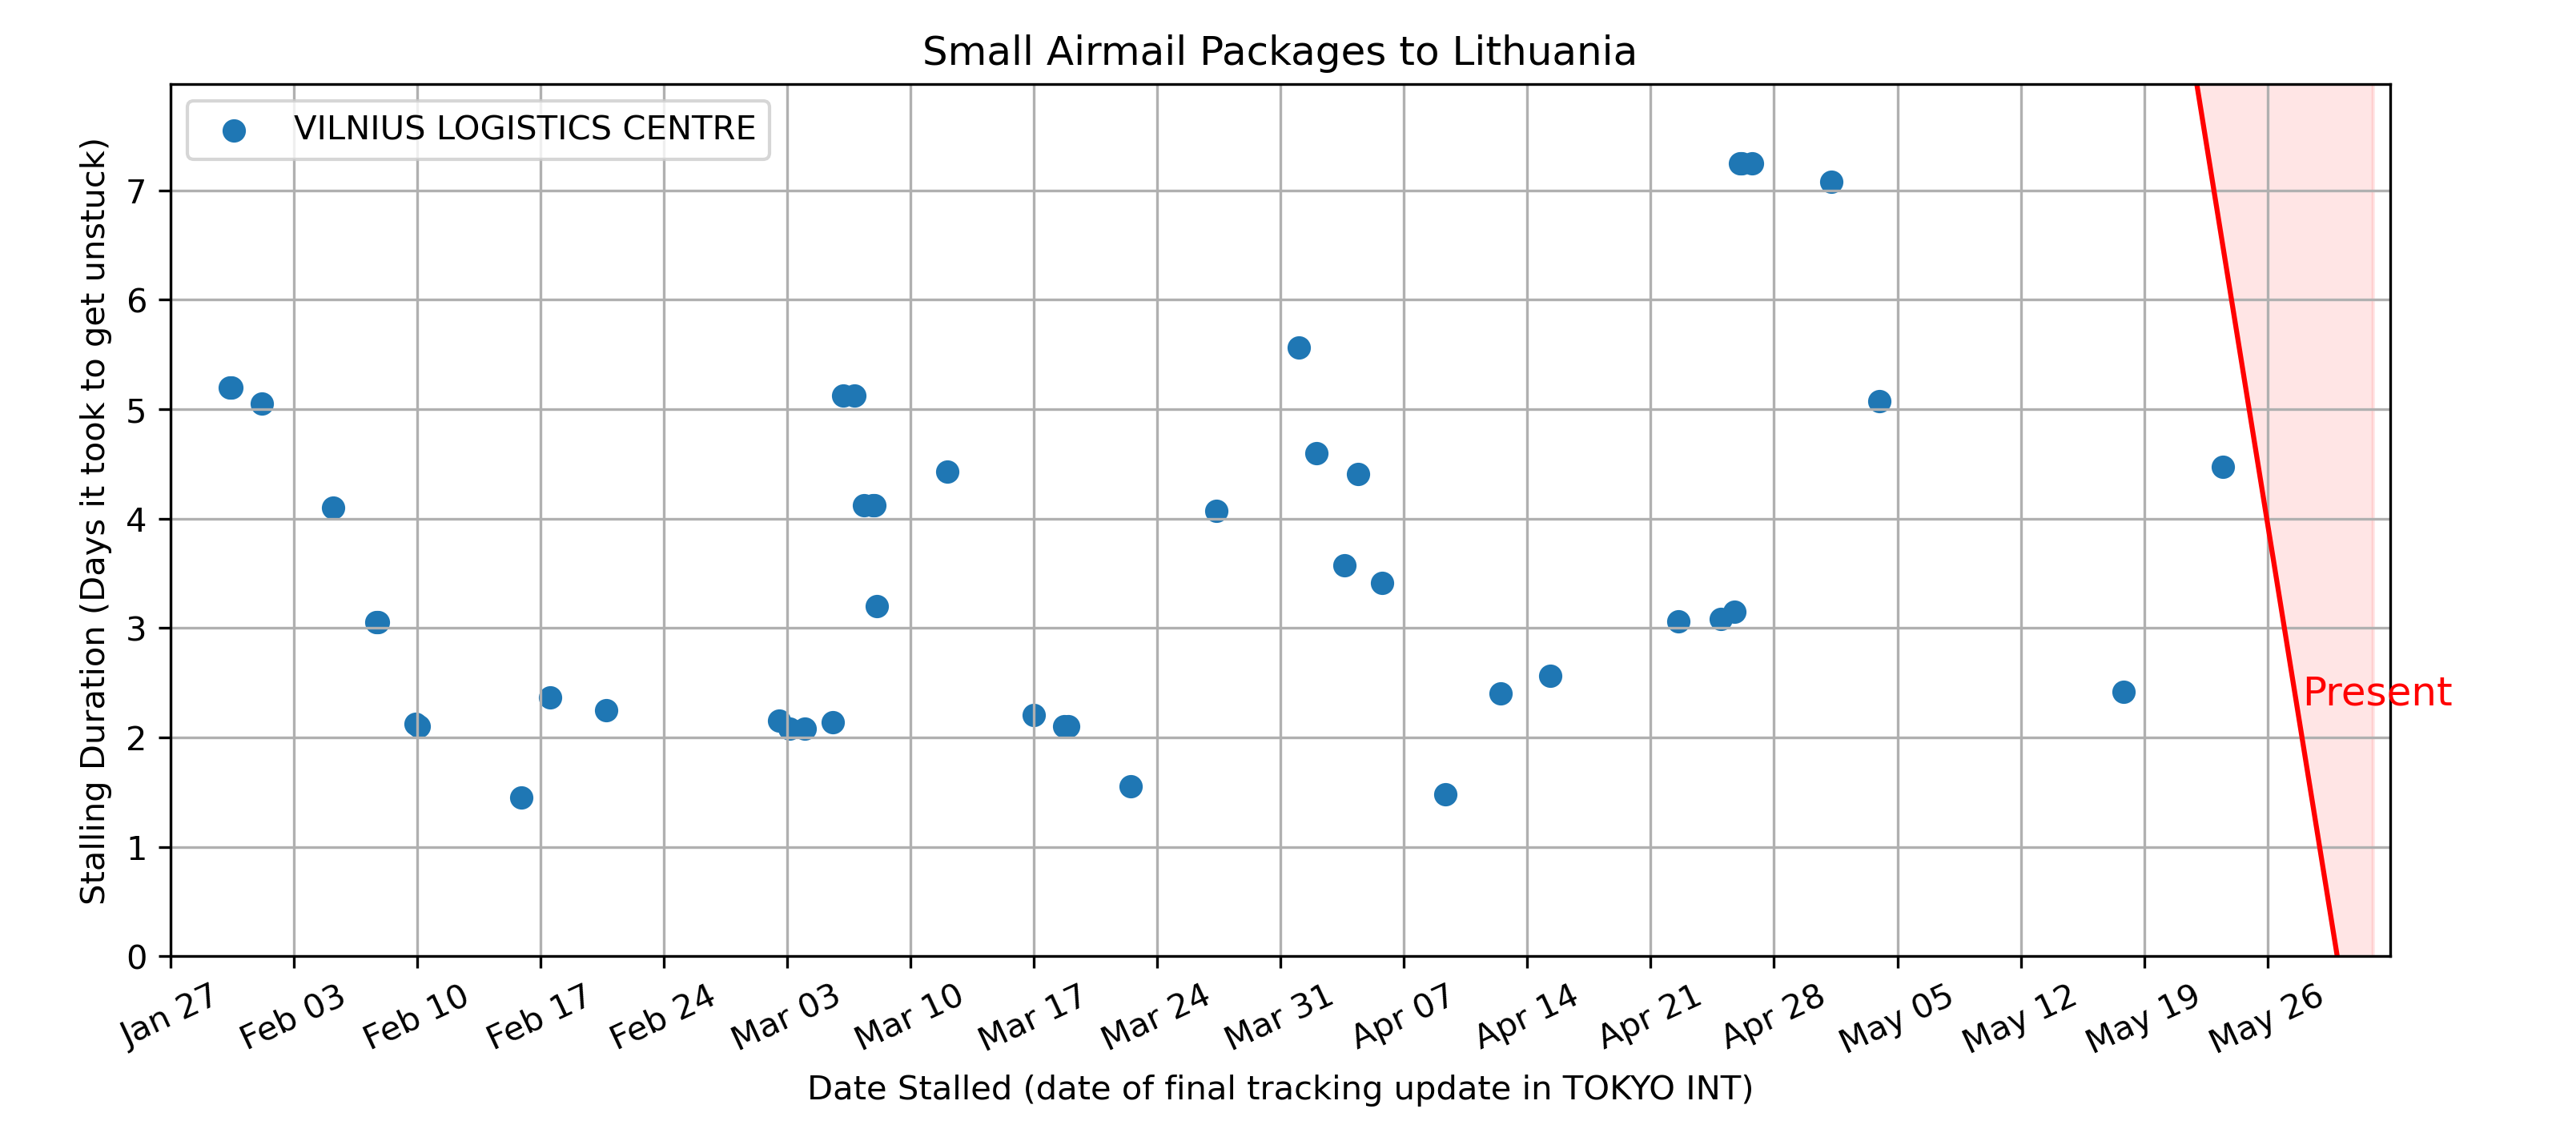 Small Airmail Packages to Lithuania
VILNIUS LOGISTICS CENTRE
Stalling Duration (Days it took to get unstuck)
7
6
5
4
3
2
1
0
Present
Jan 27
Feb 03
Feb 10
Feb 17
Feb 24
Mar 03
Mar 10
Mar 17
Mar 24
Mar 31
Apr 07
Apr 14
Apr 21
Apr 28
May 05
May 12
May 19
May 26
Date Stalled (date of final tracking update in TOKYO INT)